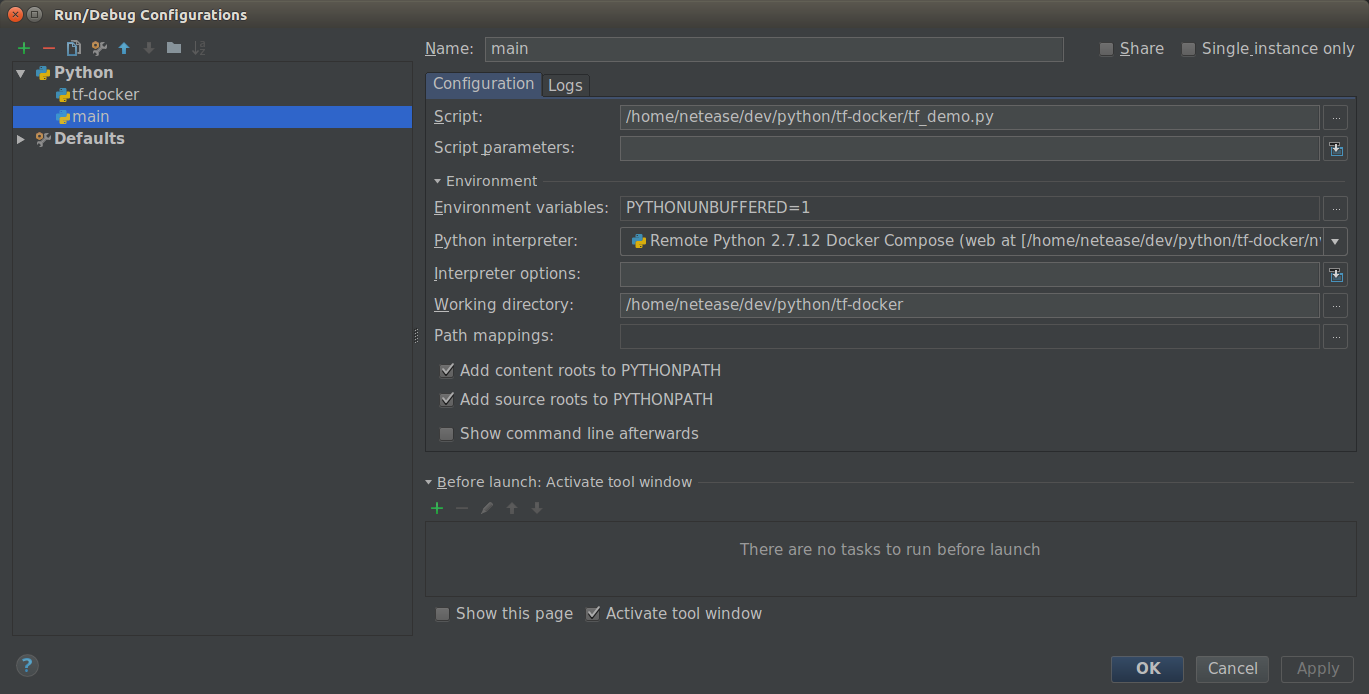 Run/Debug Configurations
Name: main Share Single instance only
Python
tf-docker
main
Defaults
Configuration Logs
Script: /home/netease/dev/python/tf-docker/tf_demo.py ...
Script parameters:
Environment
Environment variables: PYTHONUNBUFFERED=1 ...
Python interpreter: Remote Python 2.7.12 Docker Compose (web at [/home/netease/dev/python/tf-docker/
Interpreter options:
Working directory: /home/netease/dev/python/tf-docker ...
Path mappings: ...
Add content roots to PYTHONPATH
Add source roots to PYTHONPATH
Show command line afterwards
Before launch: Activate tool window
There are no tasks to run before launch
Show this page Activate tool window
? OK Cancel Apply